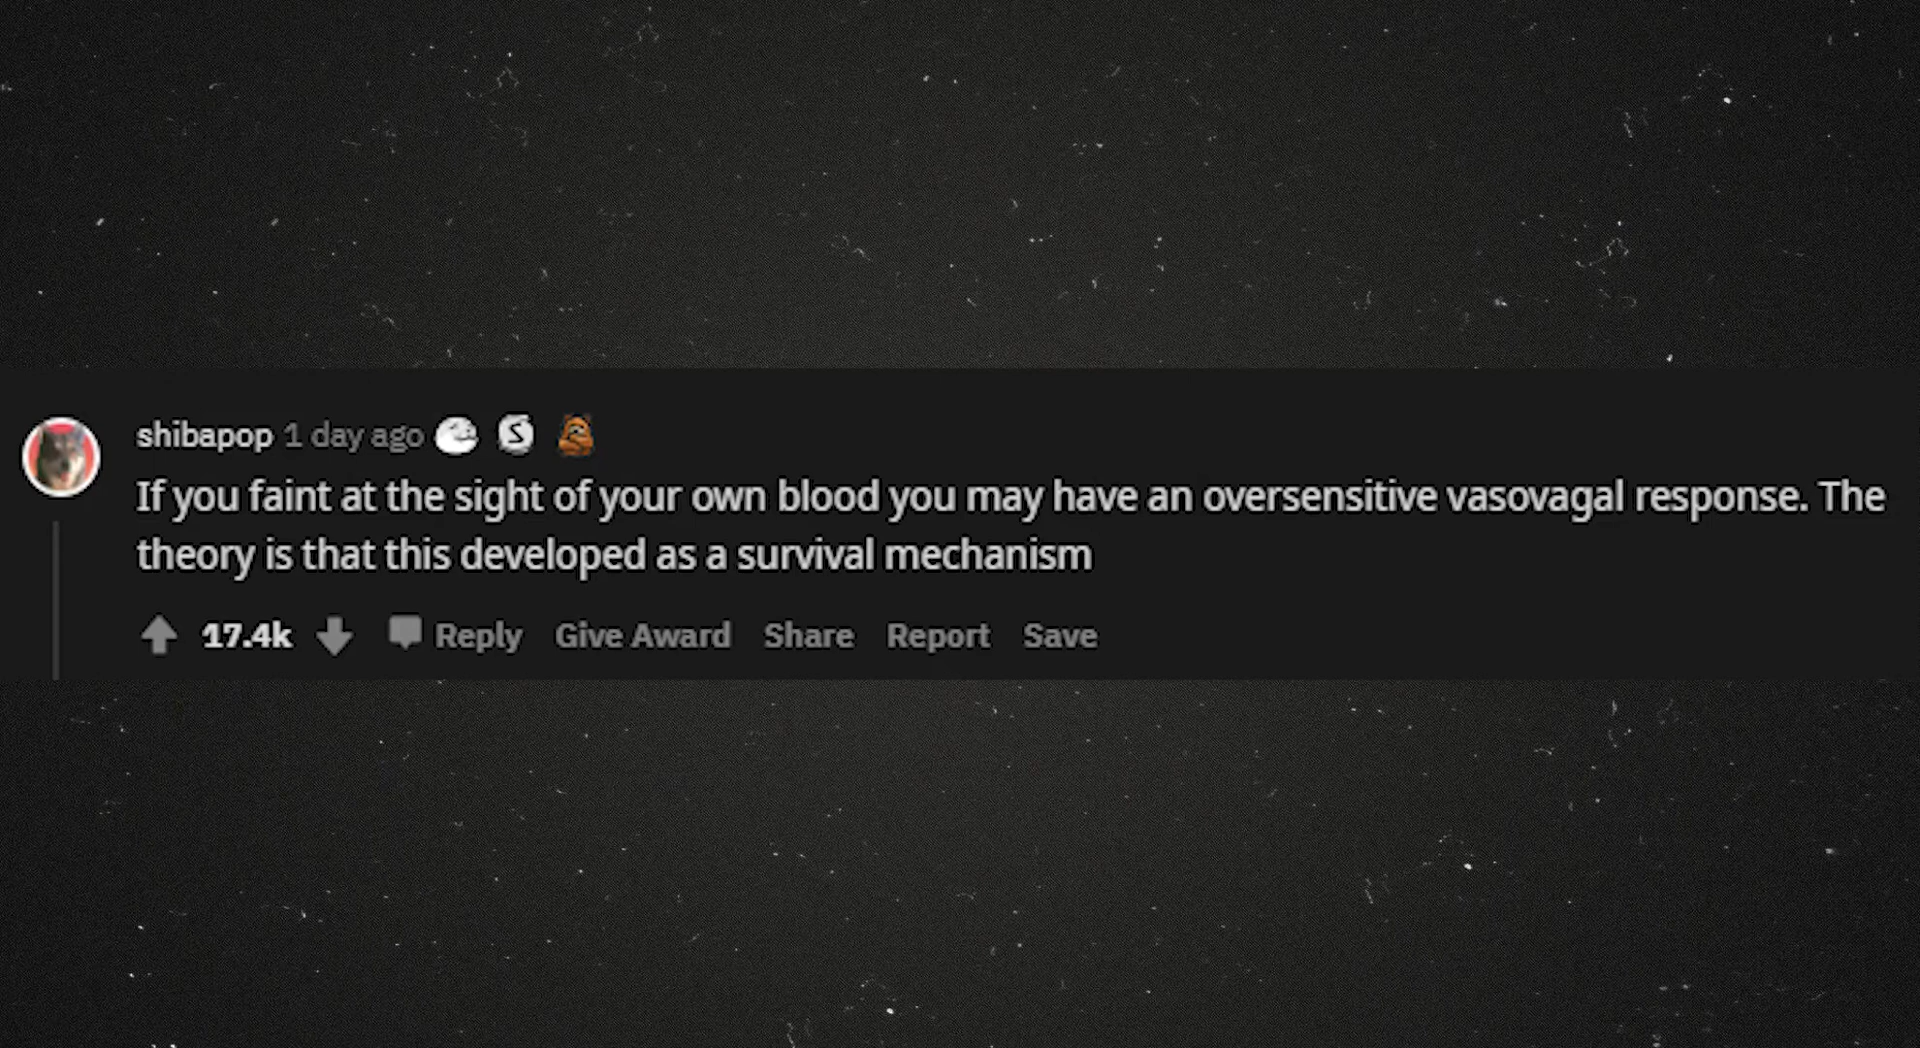 shibapop 1 day ago
If you faint at the sight of your own blood you may have an oversensitive vasovagal response. The
theory is that this developed as a survival mechanism
17.4k Reply Give Award Share Report Save